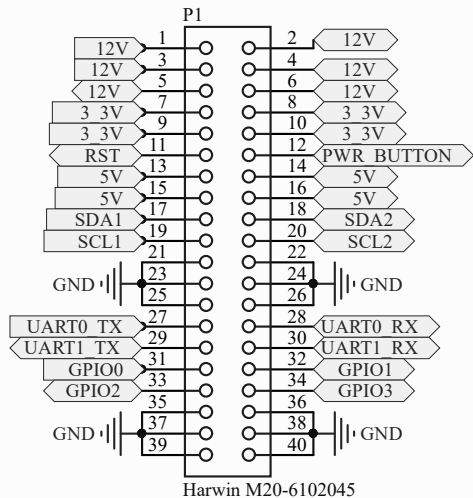 P1
12V 1 2 12V
12V 3 4 12V
12V 5 6 12V
3_3V 7 8 3_3V
3_3V 9 10 3_3V
RST 11 12 PWR_BUTTON
5V 13 14 5V
5V 15 16 5V
SDA1 17 18 SDA2
SCL1 19 20 SCL2
21 22
GND 23 24 GND
25 26
UART0_TX 27 28 UART0_RX
UART1_TX 29 30 UART1_RX
GPIO0 31 32 GPIO1
GPIO2 33 34 GPIO3
35 36
GND 37 38 GND
39 40
Harwin M20-6102045